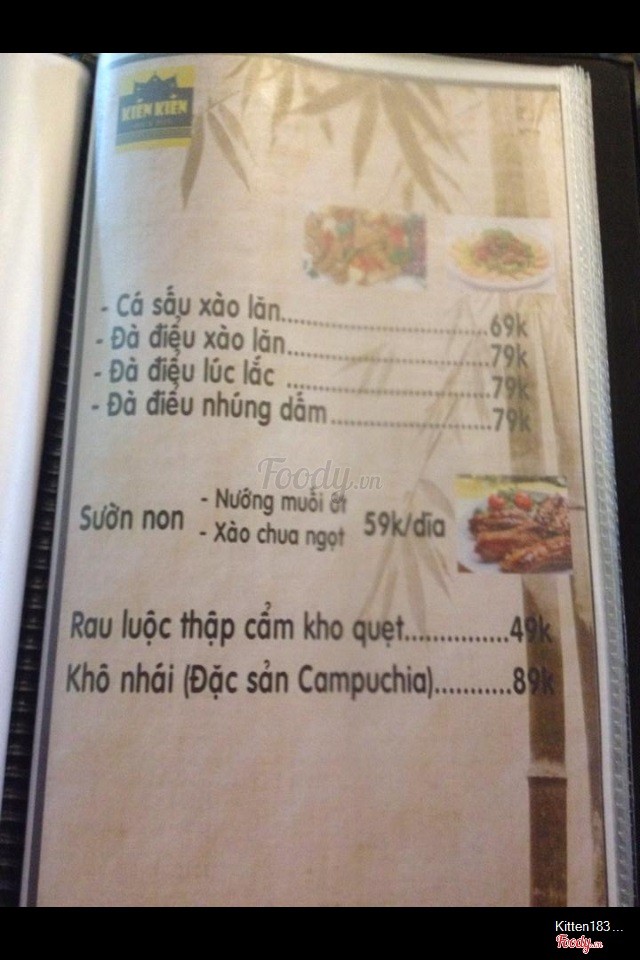 KIẾN KIẾN
- Cá sấu xào lăn..............................69k
- Đà điểu xào lăn.............................79k
- Đà điểu lúc lắc .............................79k
- Đà điểu nhúng dấm.......................79k
Foody.vn
- Nướng muối ớt
Sườn non
59k/dĩa
- Xào chua ngọt
Rau luộc thập cẩm kho quẹt..............49k
Khô nhái (Đặc sản Campuchia)...........89k
Kitten183...
Foody.vn